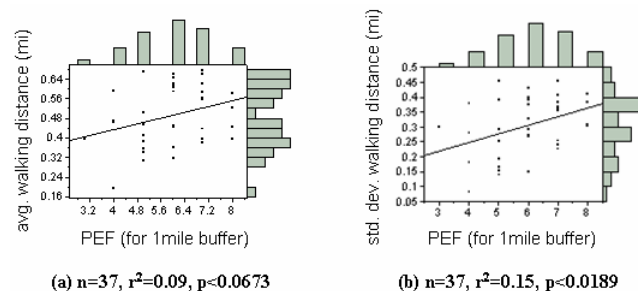 avg. walking distance (mi)
0.64
0.56
0.48
0.4
0.32
0.24
0.16
3.2 4 4.8 5.6 6.4 7.2 8
PEF (for 1mile buffer)
(a) n=37, r²=0.09, p<0.0673
std. dev. walking distance (mi)
0.5
0.45
0.4
0.35
0.3
0.25
0.2
0.15
0.1
0.05
3 4 5 6 7 8
PEF (for 1mile buffer)
(b) n=37, r²=0.15, p<0.0189